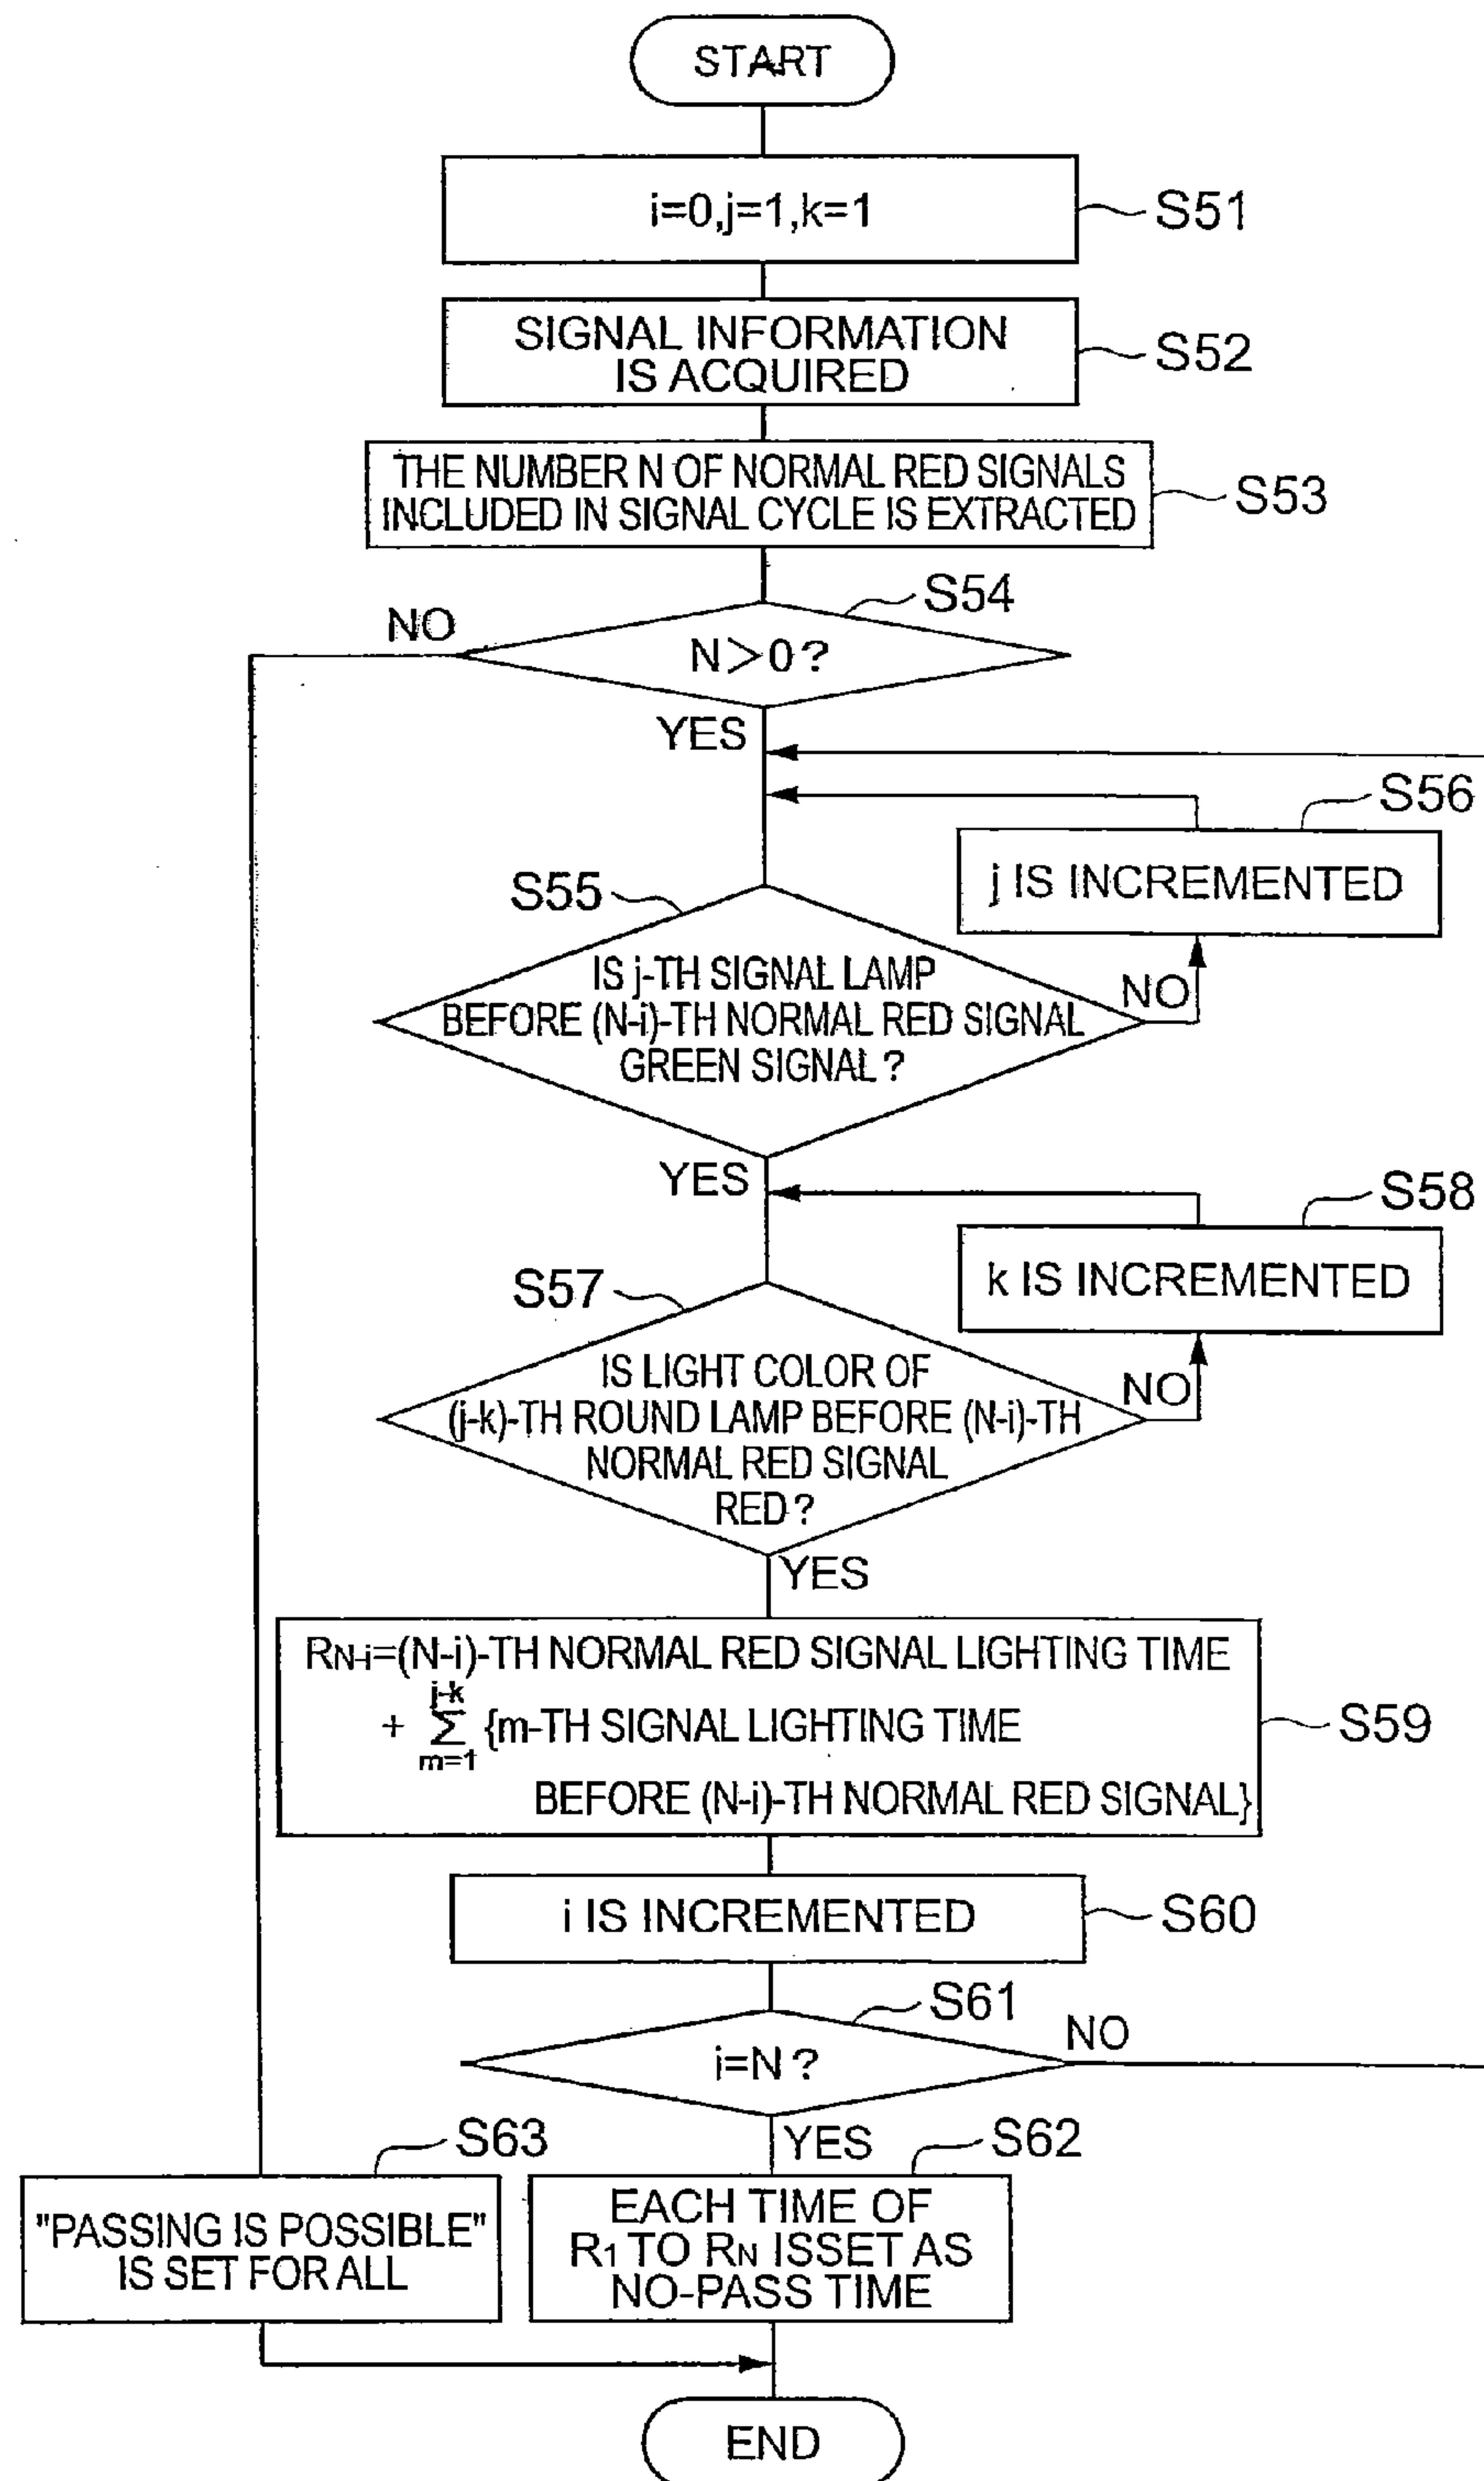 START
i=0,j=1,k=1
S51
SIGNAL INFORMATION
IS ACQUIRED
S52
THE NUMBER N OF NORMAL RED SIGNALS
INCLUDED IN SIGNAL CYCLE IS EXTRACTED
S53
S54
NO
N>0?
YES
S56
j IS INCREMENTED
S55
IS j-TH SIGNAL LAMP
BEFORE (N-i)-TH NORMAL RED SIGNAL
GREEN SIGNAL?
NO
YES
S58
k IS INCREMENTED
S57
IS LIGHT COLOR OF
(j-k)-TH ROUND LAMP BEFORE (N-i)-TH
NORMAL RED SIGNAL
RED?
NO
YES
RN-i=(N-i)-TH NORMAL RED SIGNAL LIGHTING TIME
j-k
+ Σ {m-TH SIGNAL LIGHTING TIME
m=1
BEFORE (N-i)-TH NORMAL RED SIGNAL}
S59
i IS INCREMENTED
S60
S61
i=N?
NO
YES
S63
"PASSING IS POSSIBLE"
IS SET FOR ALL
S62
EACH TIME OF
R1 TO RN ISSET AS
NO-PASS TIME
END